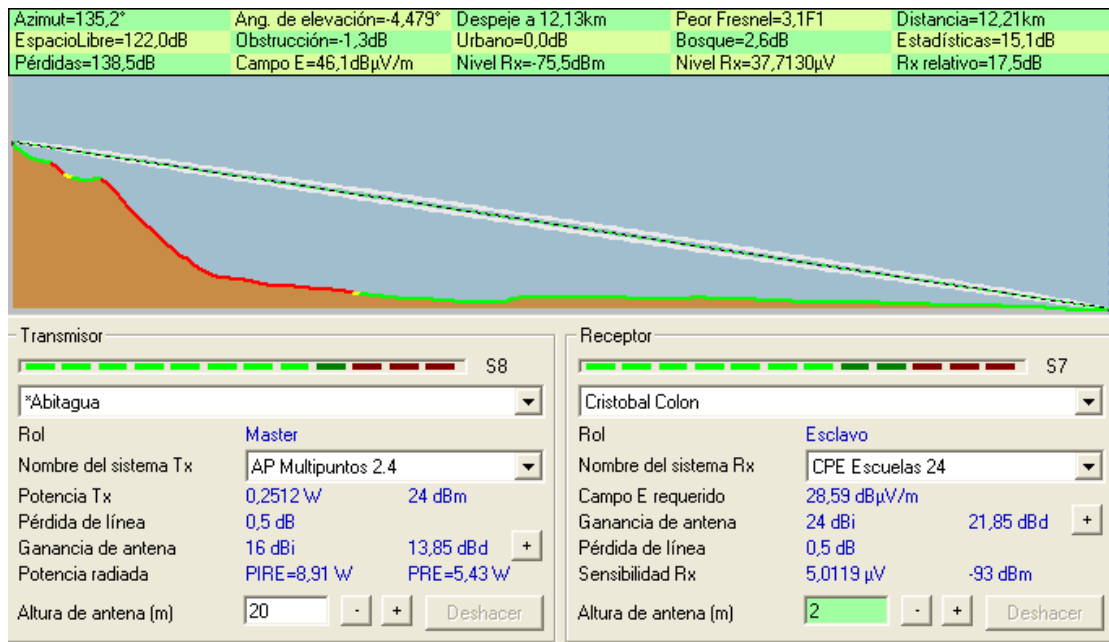 Azimut=135,2° Ang. de elevación=-4,479° Despeje a 12,13km Peor Fresnel=3,1F1 Distancia=12,21km
EspacioLibre=122,0dB Obstrucción=-1,3dB Urbano=0,0dB Bosque=2,6dB Estadísticas=15,1dB
Pérdidas=138,5dB Campo E=46,1dBµV/m Nivel Rx=-75,5dBm Nivel Rx=37,7130µV Rx relativo=17,5dB
Transmisor
S8
*Abitagua
Rol Master
Nombre del sistema Tx AP Multipuntos 2.4
Potencia Tx 0,2512 W 24 dBm
Pérdida de línea 0,5 dB
Ganancia de antena 16 dBi 13,85 dBd +
Potencia radiada PIRE=8,91 W PRE=5,43 W
Altura de antena (m) 20 - + Deshacer
Receptor
S7
Cristobal Colon
Rol Esclavo
Nombre del sistema Rx CPE Escuelas 24
Campo E requerido 28,59 dBµV/m
Ganancia de antena 24 dBi 21,85 dBd +
Pérdida de línea 0,5 dB
Sensibilidad Rx 5,0119 µV -93 dBm
Altura de antena (m) 2 - + Deshacer